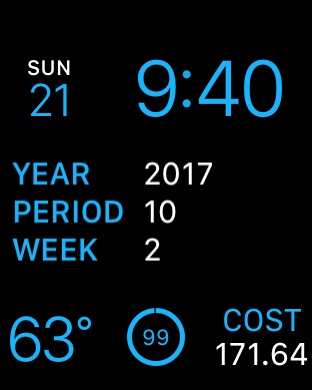 SUN
21
9:40
YEAR 2017
PERIOD 10
WEEK 2
63°
99
COST
171.64